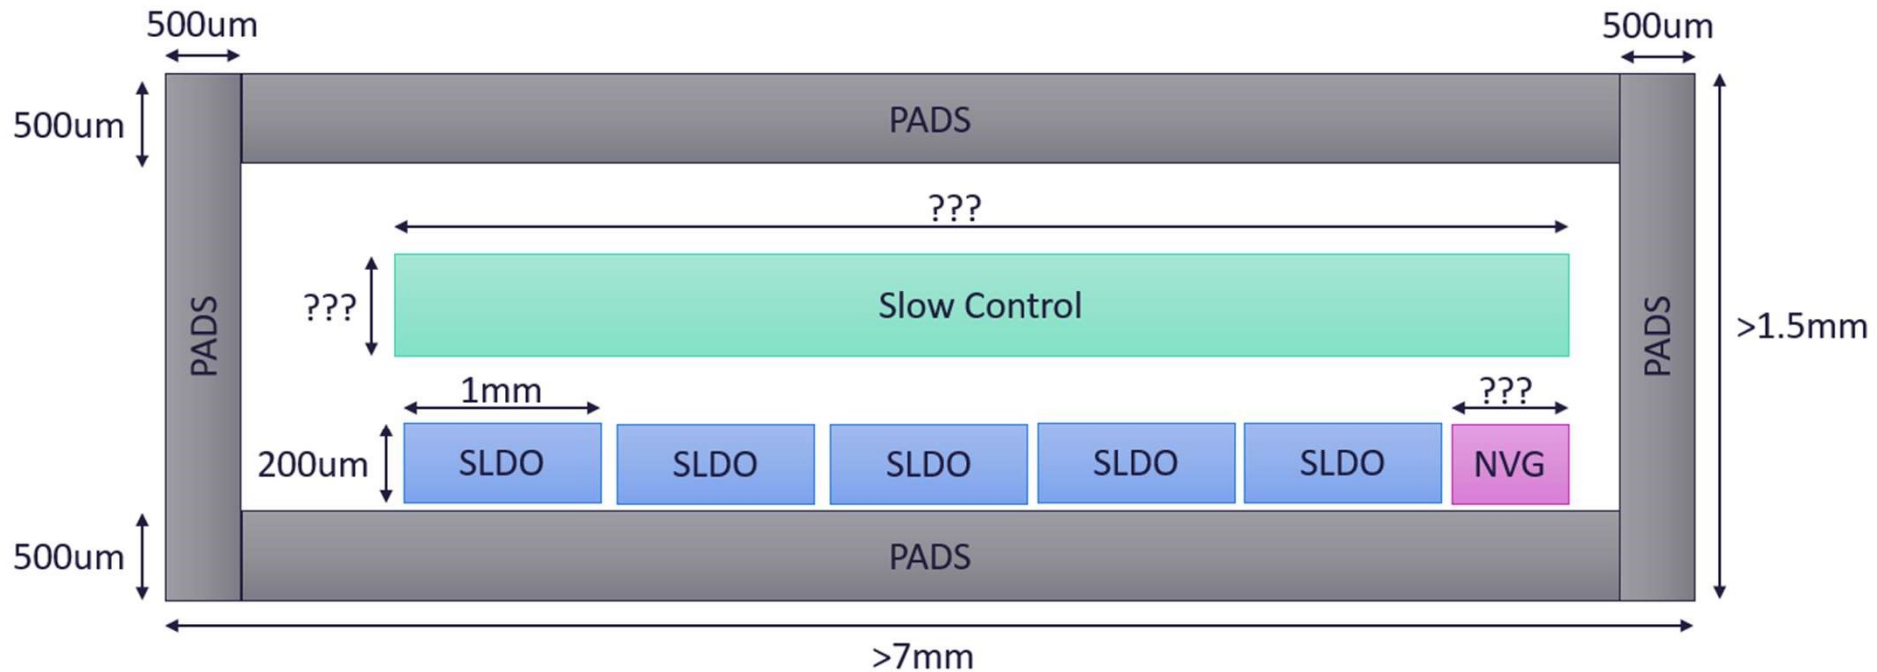 500um
500um
500um
PADS
???
PADS
???
Slow Control
PADS
>1.5mm
1mm
???
200um
SLDO
SLDO
SLDO
SLDO
SLDO
NVG
500um
PADS
>7mm